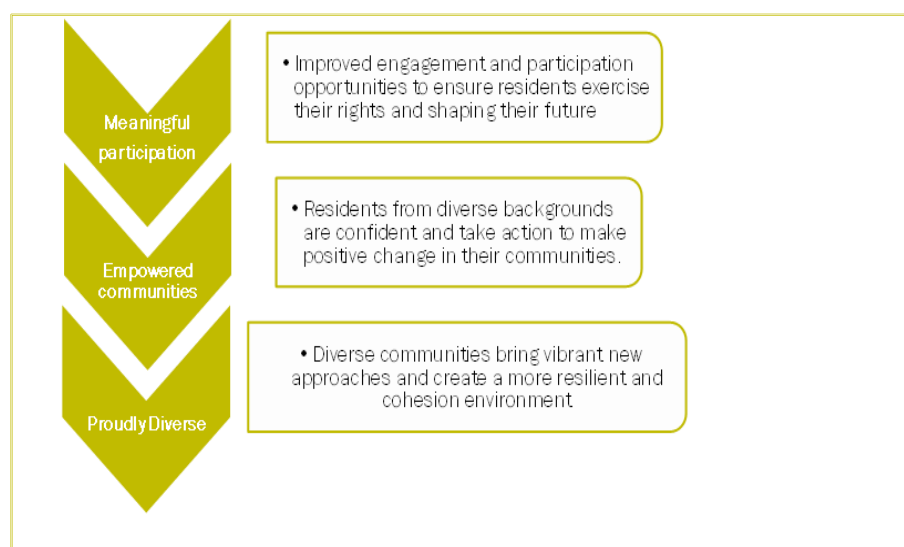 Meaningful
participation
• Improved engagement and participation
opportunities to ensure residents exercise
their rights and shaping their future
Empowered
communities
• Residents from diverse backgrounds
are confident and take action to make
positive change in their communities.
Proudly Diverse
• Diverse communities bring vibrant new
approaches and create a more resilient and
cohesion environment